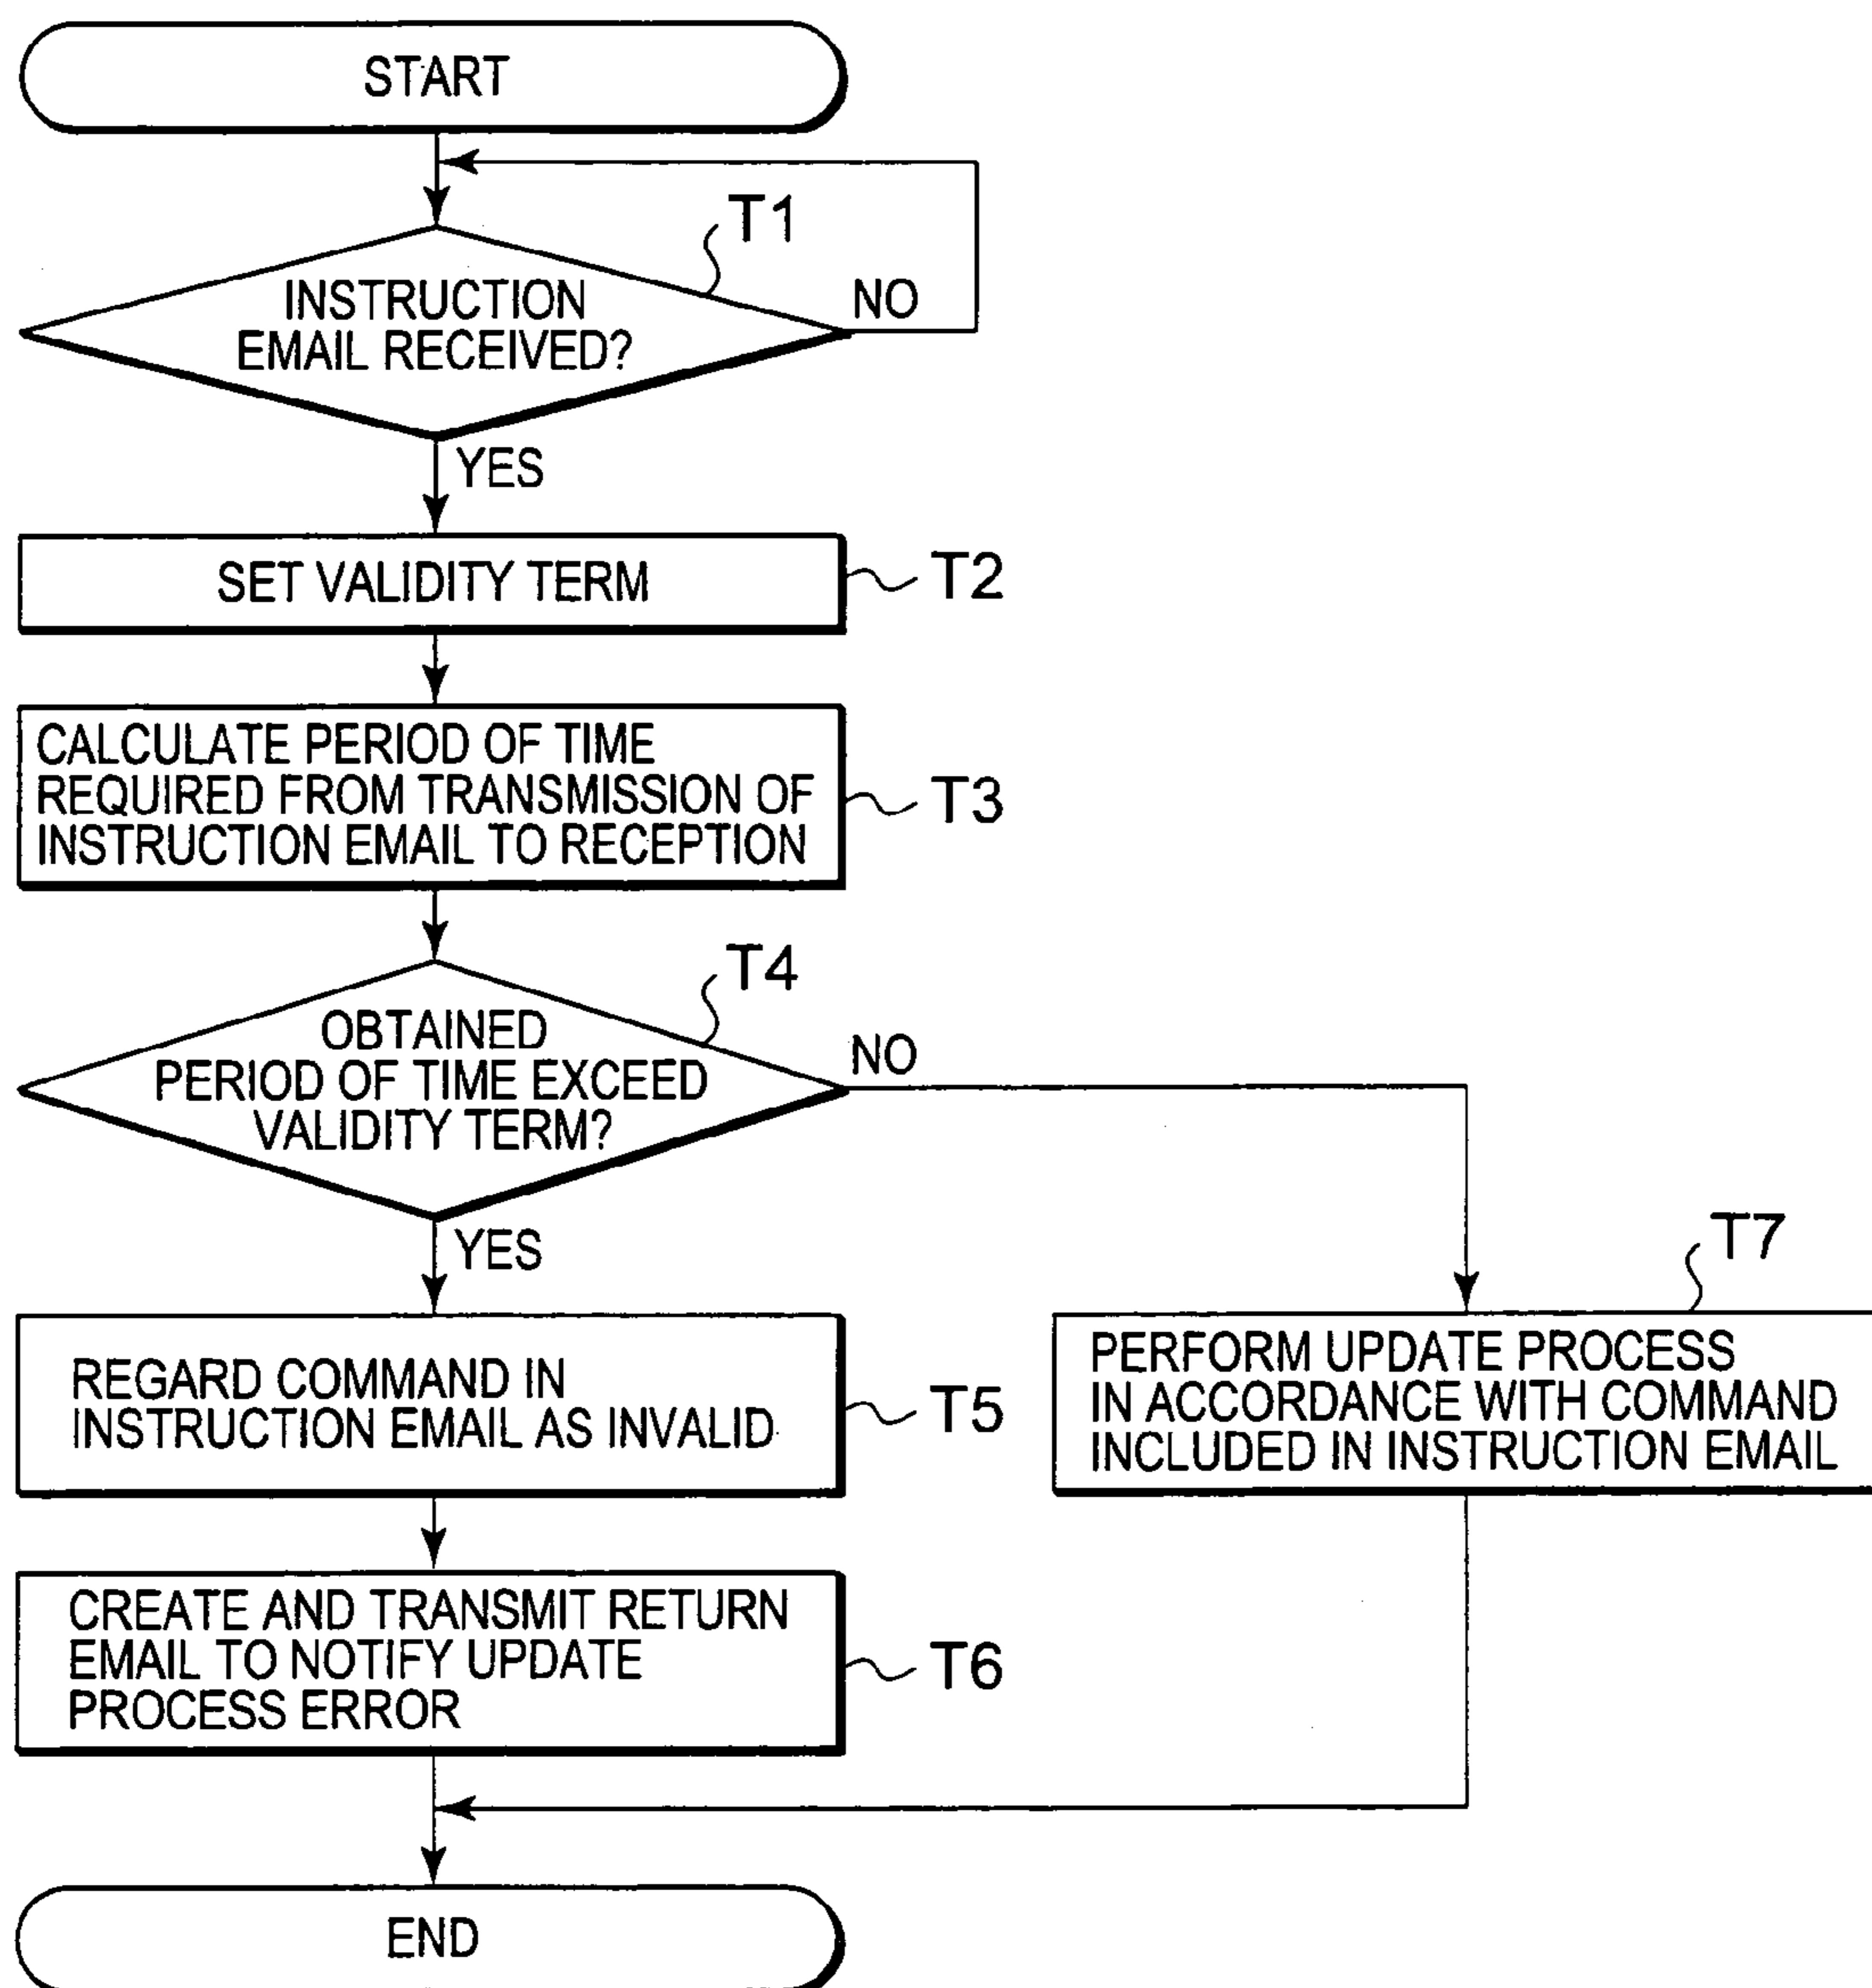 START
T1
INSTRUCTION
EMAIL RECEIVED?
NO
YES
SET VALIDITY TERM
T2
CALCULATE PERIOD OF TIME
REQUIRED FROM TRANSMISSION OF
INSTRUCTION EMAIL TO RECEPTION
T3
T4
OBTAINED
PERIOD OF TIME EXCEED
VALIDITY TERM?
NO
YES
REGARD COMMAND IN
INSTRUCTION EMAIL AS INVALID
T5
T7
PERFORM UPDATE PROCESS
IN ACCORDANCE WITH COMMAND
INCLUDED IN INSTRUCTION EMAIL
CREATE AND TRANSMIT RETURN
EMAIL TO NOTIFY UPDATE
PROCESS ERROR
T6
END